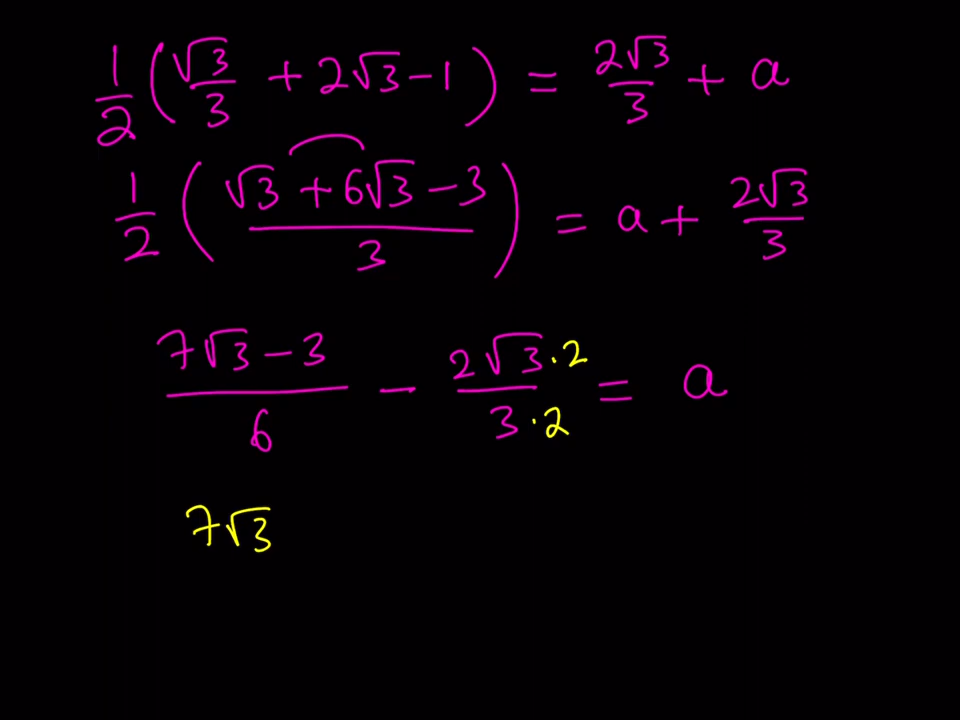 1/2 (√3/3 + 2√3 - 1) = 2√3/3 + a
1/2 ((√3 + 6√3 - 3)/3) = a + 2√3/3
(7√3 - 3)/6 - (2√3 · 2)/(3 · 2) = a
7√3